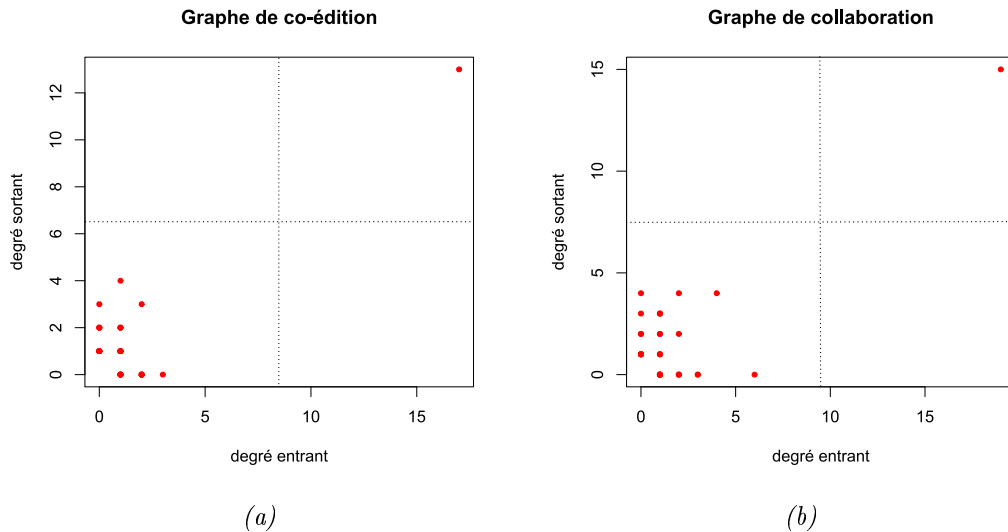 Graphe de co-édition
degré sortant
12
10
8
6
4
2
0
0 5 10 15
degré entrant
(a)
Graphe de collaboration
degré sortant
15
10
5
0
0 5 10 15
degré entrant
(b)